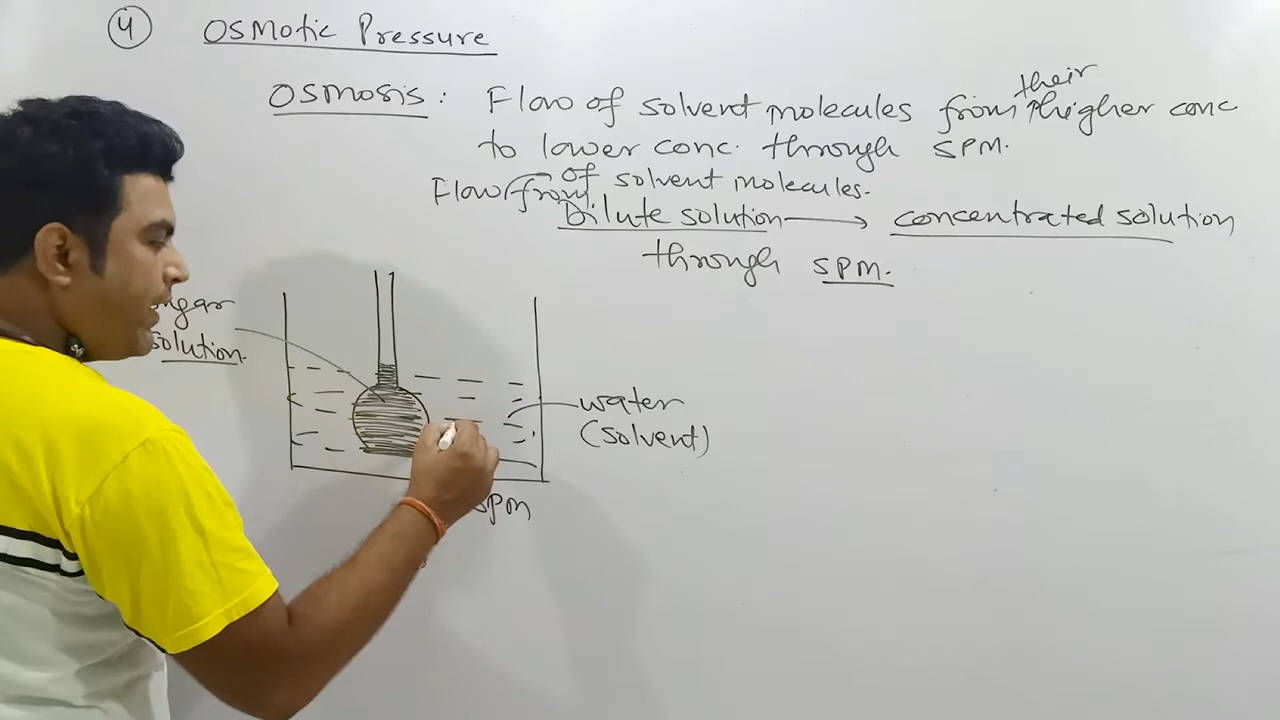 4 Osmotic Pressure
Osmosis : Flow of solvent molecules from their higher conc
to lower conc. through SPM.
Flow of solvent molecules.
from Dilute solution → concentrated solution
through SPM.
solution.
water
(solvent)
SPM